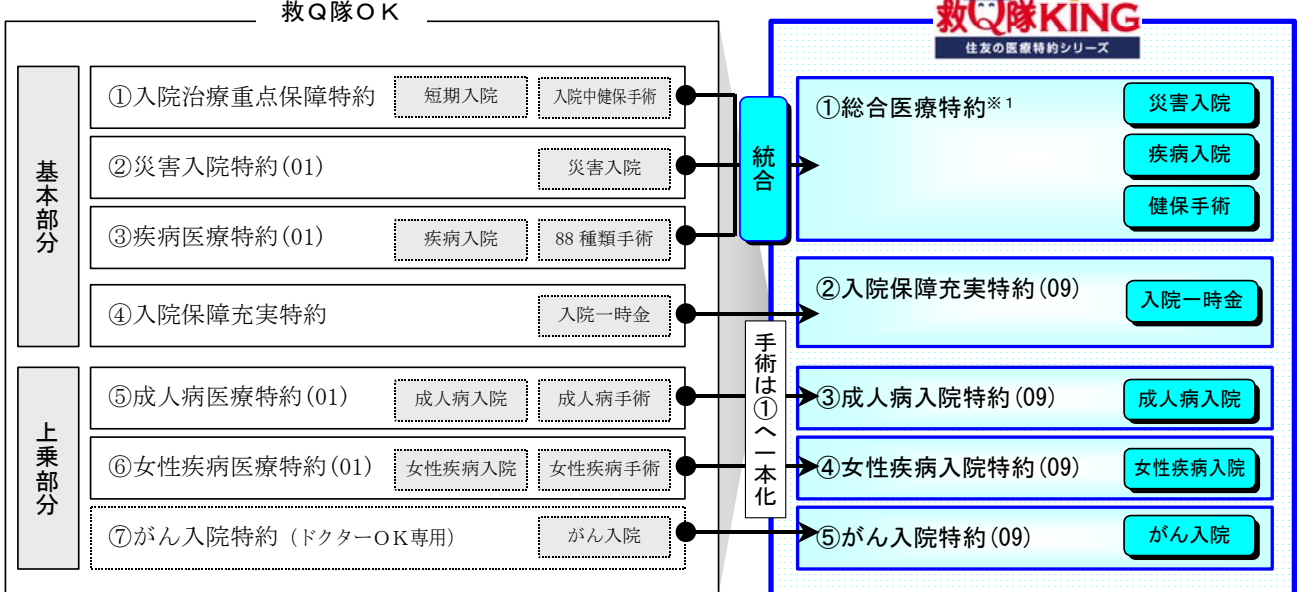 救Q隊OK
基本部分
①入院治療重点保障特約 短期入院 入院中健保手術
②災害入院特約(01) 災害入院
③疾病医療特約(01) 疾病入院 88種類手術
④入院保障充実特約 入院一時金
上乗部分
⑤成人病医療特約(01) 成人病入院 成人病手術
⑥女性疾病医療特約(01) 女性疾病入院 女性疾病手術
⑦がん入院特約(ドクターOK専用) がん入院
統合
手術は①へ一本化
救Q隊KING
住友の医療特約シリーズ
①総合医療特約※1 災害入院
疾病入院
健保手術
②入院保障充実特約(09) 入院一時金
③成人病入院特約(09) 成人病入院
④女性疾病入院特約(09) 女性疾病入院
⑤がん入院特約(09) がん入院